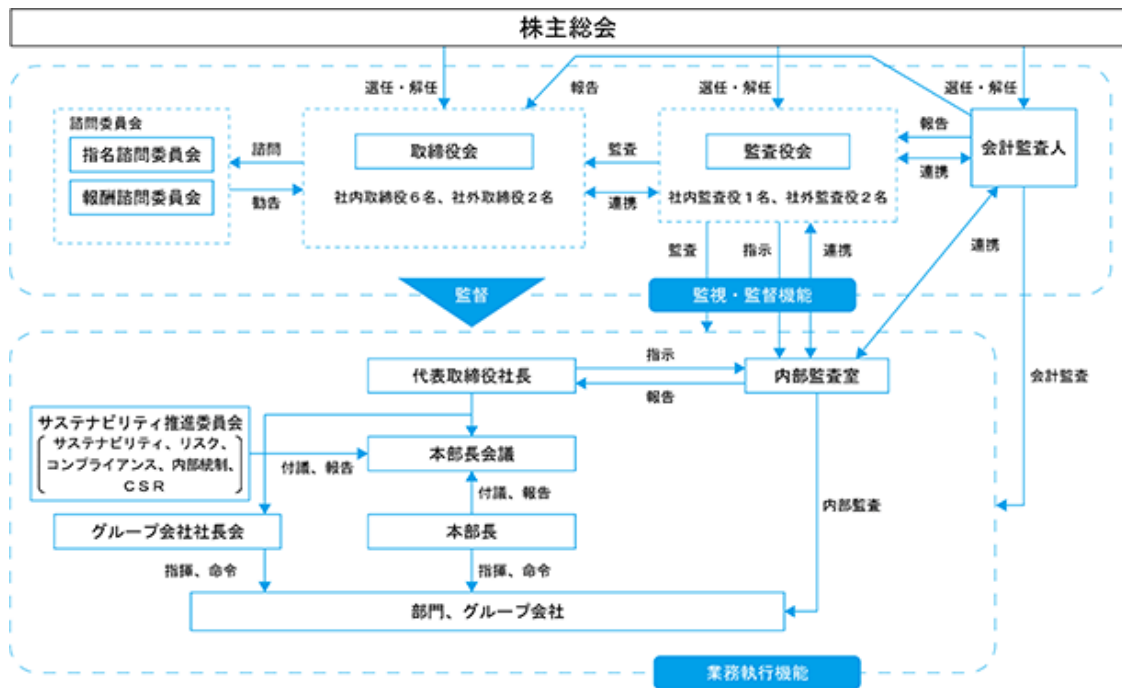 株主総会
選任・解任
報告
選任・解任
選任・解任
諮問委員会
指名諮問委員会
報酬諮問委員会
諮問
勧告
取締役会
社内取締役6名、社外取締役2名
監査
連携
監査役会
社内監査役1名、社外監査役2名
報告
連携
会計監査人
監査
指示
連携
連携
監督
監視・監督機能
代表取締役社長
指示
報告
内部監査室
会計監査
サステナビリティ推進委員会
サステナビリティ、リスク、
コンプライアンス、内部統制、
CSR
付議、報告
本部長会議
付議、報告
内部監査
グループ会社社長会
本部長
指揮、命令
指揮、命令
部門、グループ会社
業務執行機能